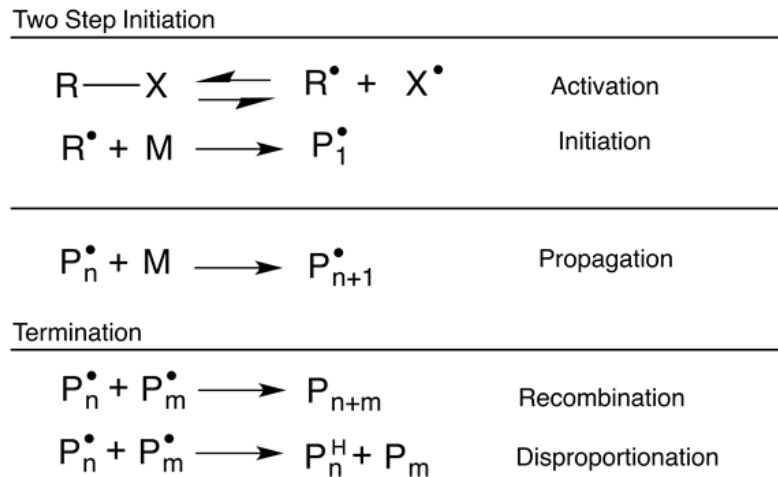 Two Step Initiation
R—X ⇌ R• + X• Activation
R• + M ⟶ P₁• Initiation
Pₙ• + M ⟶ Pₙ₊₁• Propagation
Termination
Pₙ• + Pₘ• ⟶ Pₙ₊ₘ Recombination
Pₙ• + Pₘ• ⟶ Pₙᴴ + Pₘ Disproportionation